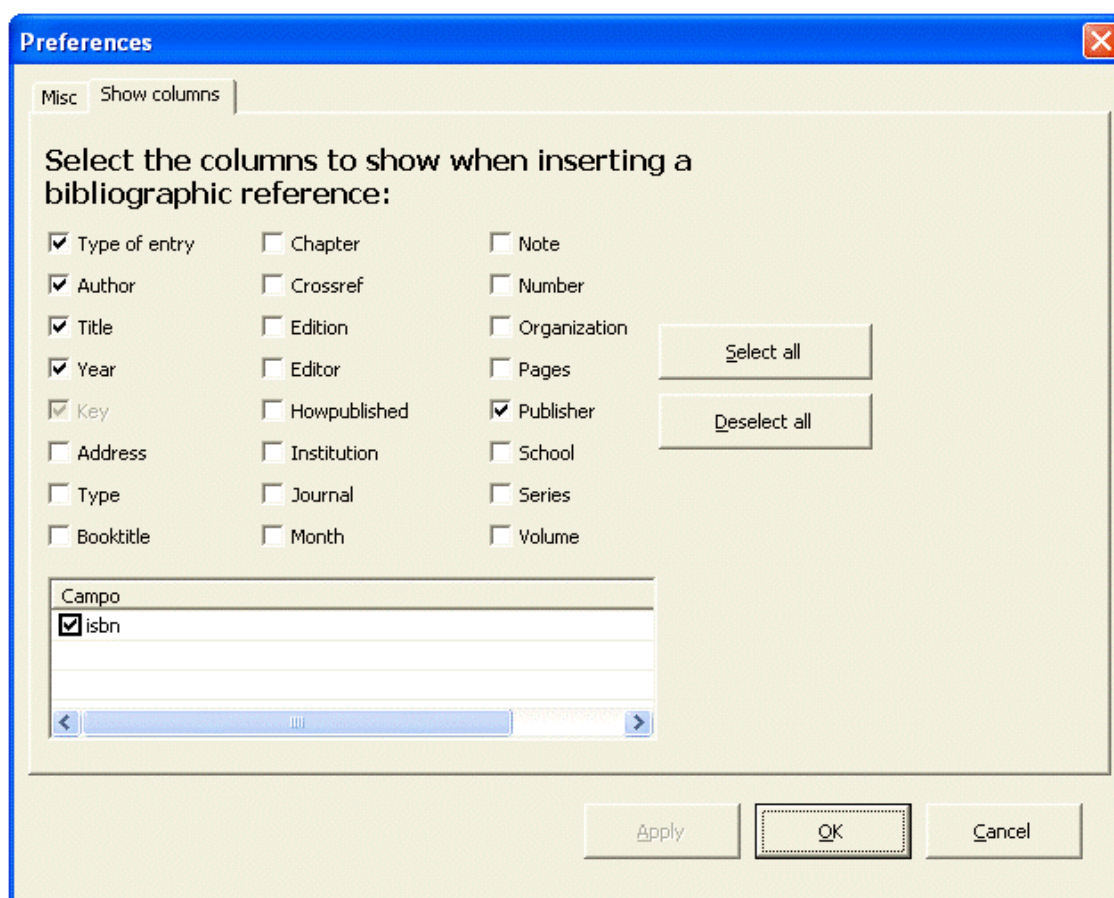 Preferences
Misc Show columns
Select the columns to show when inserting a
bibliographic reference:
Type of entry Chapter Note
Author Crossref Number
Title Edition Organization
Year Editor Pages
Key Howpublished Publisher
Address Institution School
Type Journal Series
Booktitle Month Volume
Select all
Deselect all
Campo
isbn
Apply OK Cancel